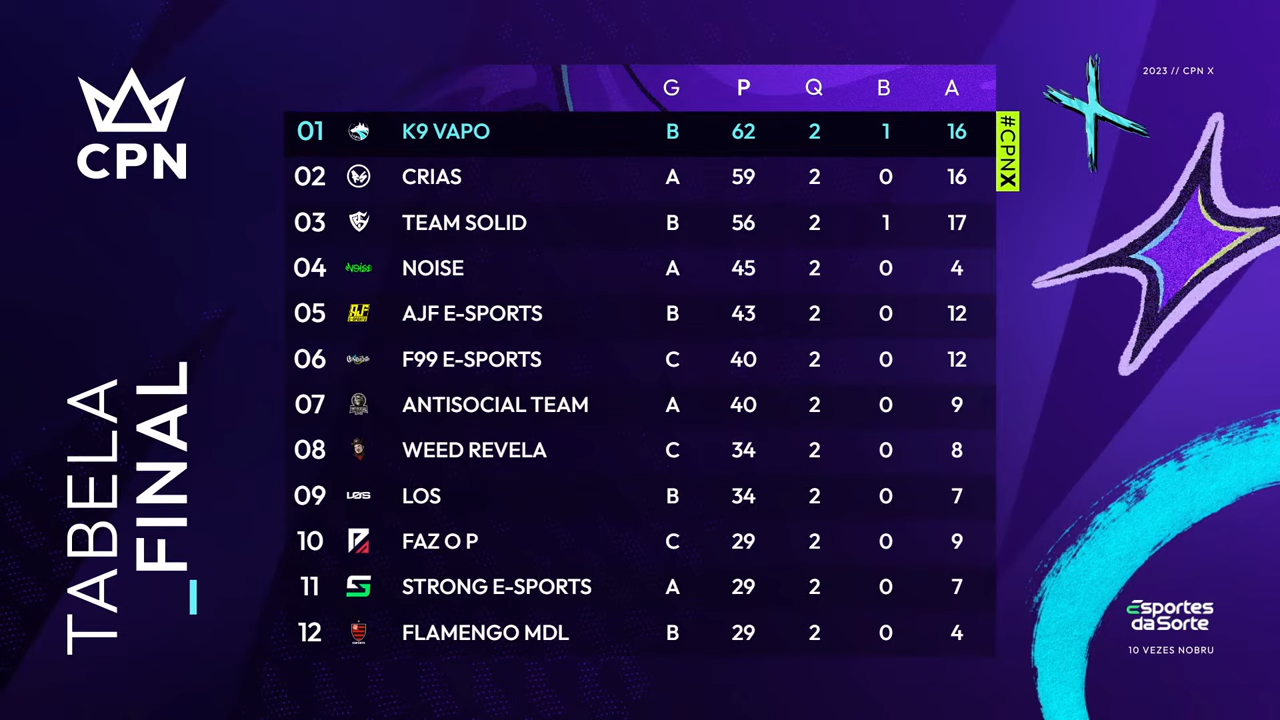 CPN
TABELA
_FINAL
G P Q B A
01 K9 VAPO B 62 2 1 16
02 CRIAS A 59 2 0 16
03 TEAM SOLID B 56 2 1 17
04 NOISE A 45 2 0 4
05 AJF E-SPORTS B 43 2 0 12
06 F99 E-SPORTS C 40 2 0 12
07 ANTISOCIAL TEAM A 40 2 0 9
08 WEED REVELA C 34 2 0 8
09 LOS B 34 2 0 7
10 FAZ O P C 29 2 0 9
11 STRONG E-SPORTS A 29 2 0 7
12 FLAMENGO MDL B 29 2 0 4
#CPNX
2023 // CPN X
Esportes
daSorte
10 VEZES NOBRU